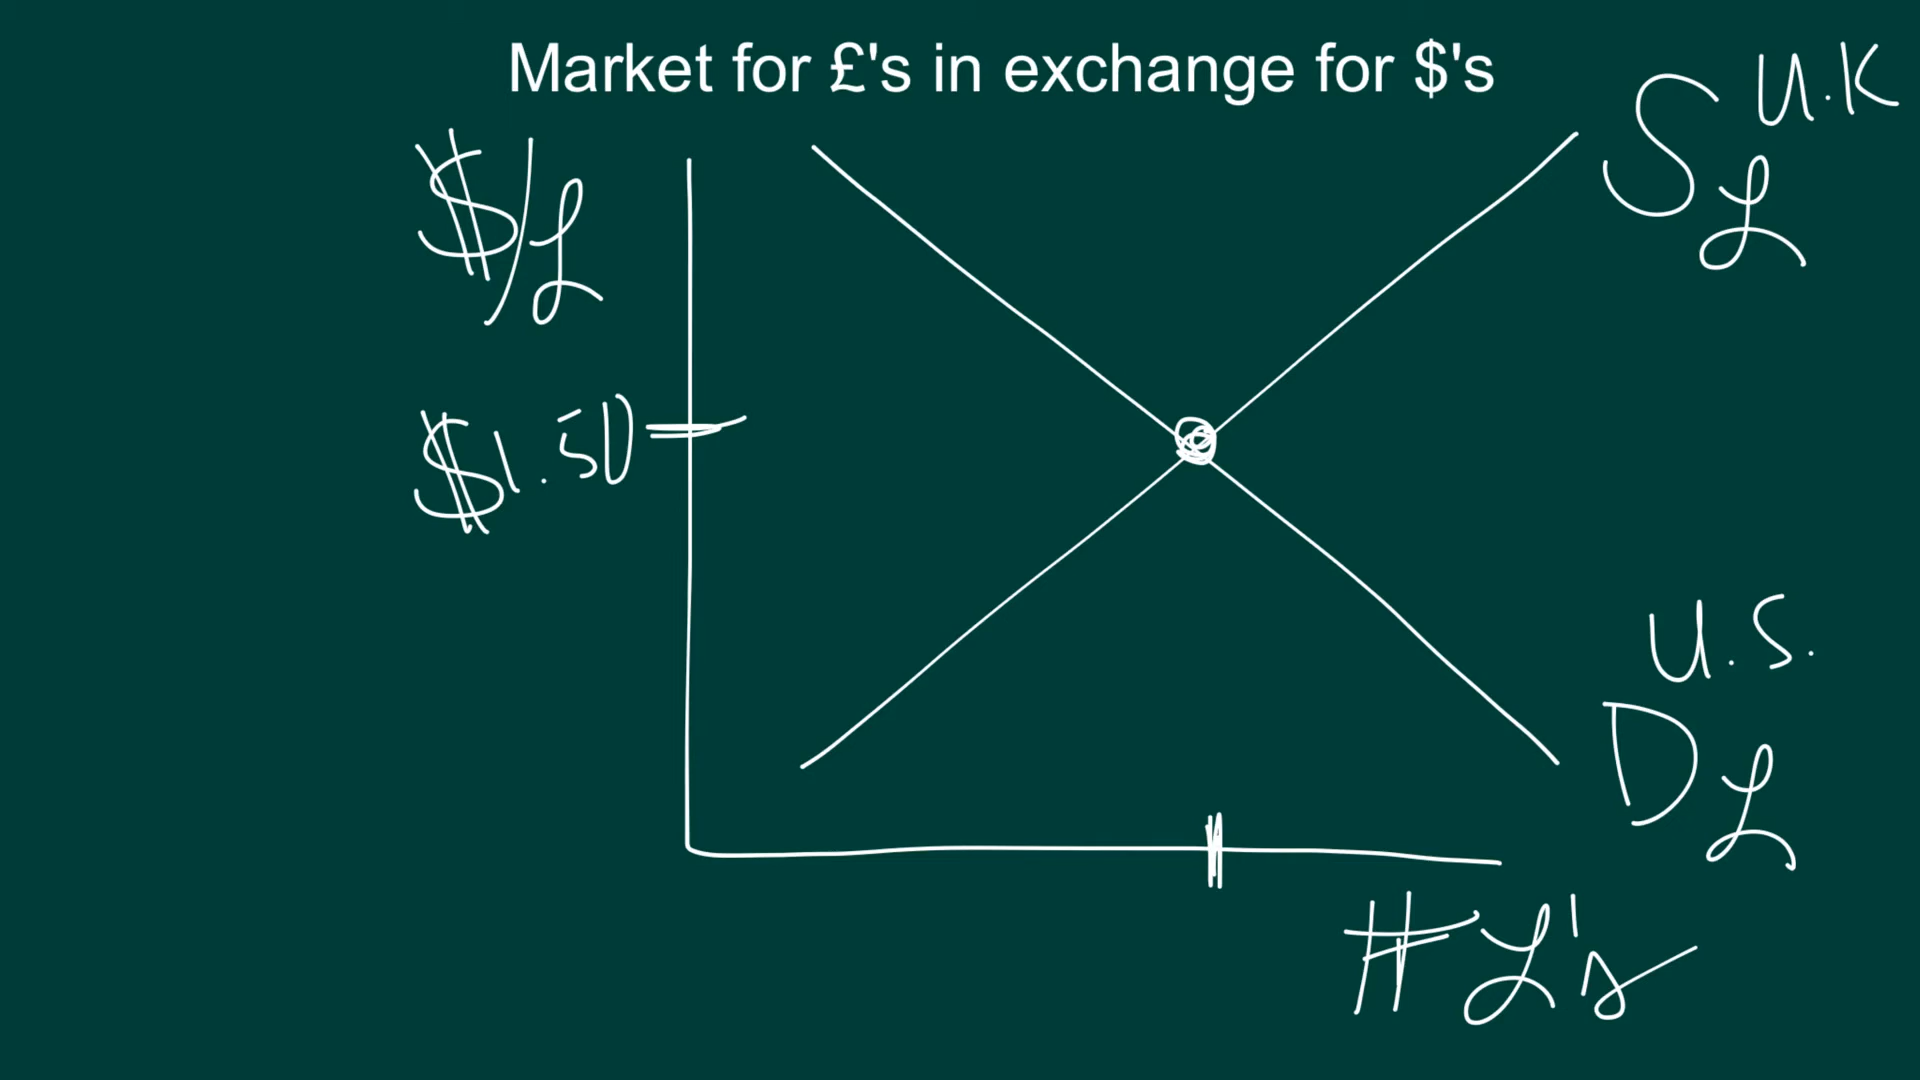 Market for £'s in exchange for $'s
$/£
S£ U.K
$1.50
U.S.
D£
# £'s